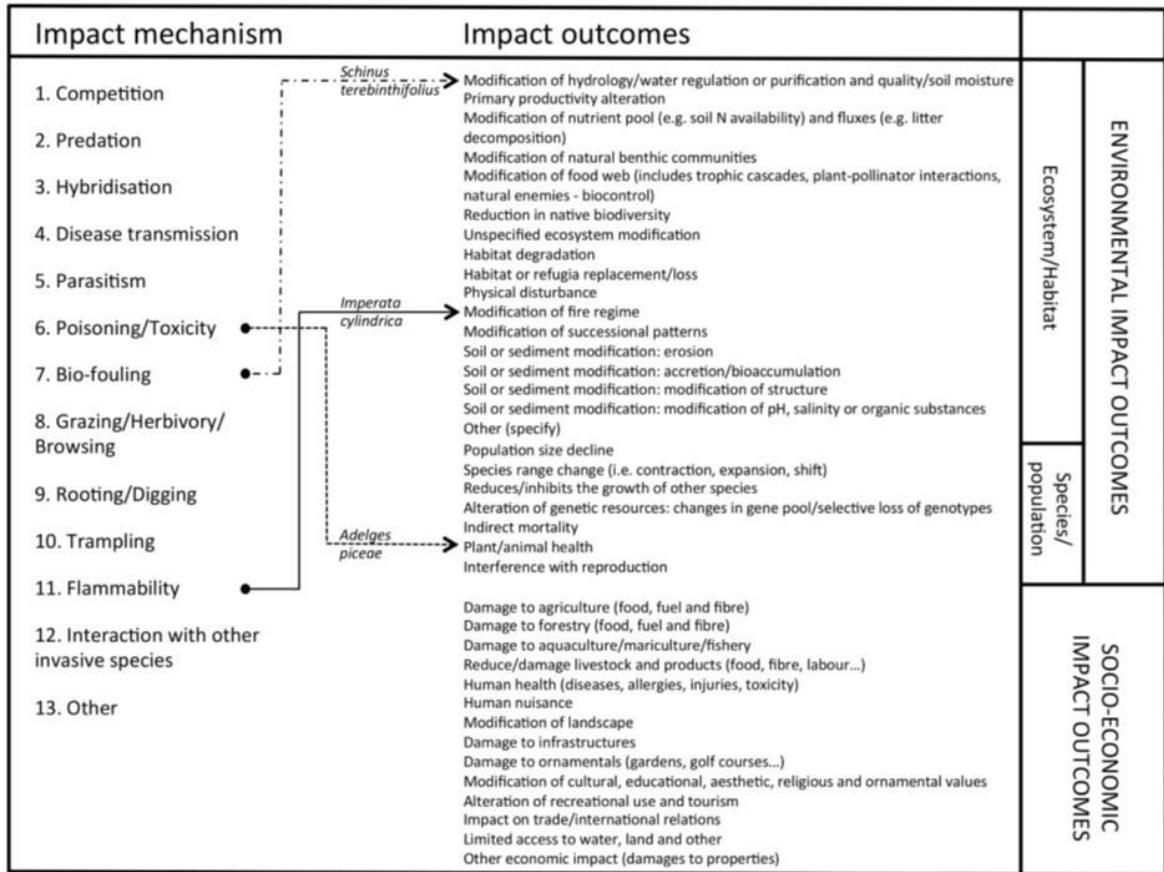 Impact mechanism
Impact outcomes
1. Competition
2. Predation
3. Hybridisation
4. Disease transmission
5. Parasitism
6. Poisoning/Toxicity
7. Bio-fouling
8. Grazing/Herbivory/
Browsing
9. Rooting/Digging
10. Trampling
11. Flammability
12. Interaction with other
invasive species
13. Other
Schinus
terebinthifolius
Imperata
cylindrica
Adelges
piceae
Modification of hydrology/water regulation or purification and quality/soil moisture
Primary productivity alteration
Modification of nutrient pool (e.g. soil N availability) and fluxes (e.g. litter
decomposition)
Modification of natural benthic communities
Modification of food web (includes trophic cascades, plant-pollinator interactions,
natural enemies - biocontrol)
Reduction in native biodiversity
Unspecified ecosystem modification
Habitat degradation
Habitat or refugia replacement/loss
Physical disturbance
Modification of fire regime
Modification of successional patterns
Soil or sediment modification: erosion
Soil or sediment modification: accretion/bioaccumulation
Soil or sediment modification: modification of structure
Soil or sediment modification: modification of pH, salinity or organic substances
Other (specify)
Population size decline
Species range change (i.e. contraction, expansion, shift)
Reduces/inhibits the growth of other species
Alteration of genetic resources: changes in gene pool/selective loss of genotypes
Indirect mortality
Plant/animal health
Interference with reproduction
Damage to agriculture (food, fuel and fibre)
Damage to forestry (food, fuel and fibre)
Damage to aquaculture/mariculture/fishery
Reduce/damage livestock and products (food, fibre, labour...)
Human health (diseases, allergies, injuries, toxicity)
Human nuisance
Modification of landscape
Damage to infrastructures
Damage to ornamentals (gardens, golf courses...)
Modification of cultural, educational, aesthetic, religious and ornamental values
Alteration of recreational use and tourism
Impact on trade/international relations
Limited access to water, land and other
Other economic impact (damages to properties)
Ecosystem/Habitat
Species/
population
ENVIRONMENTAL IMPACT OUTCOMES
SOCIO-ECONOMIC
IMPACT OUTCOMES